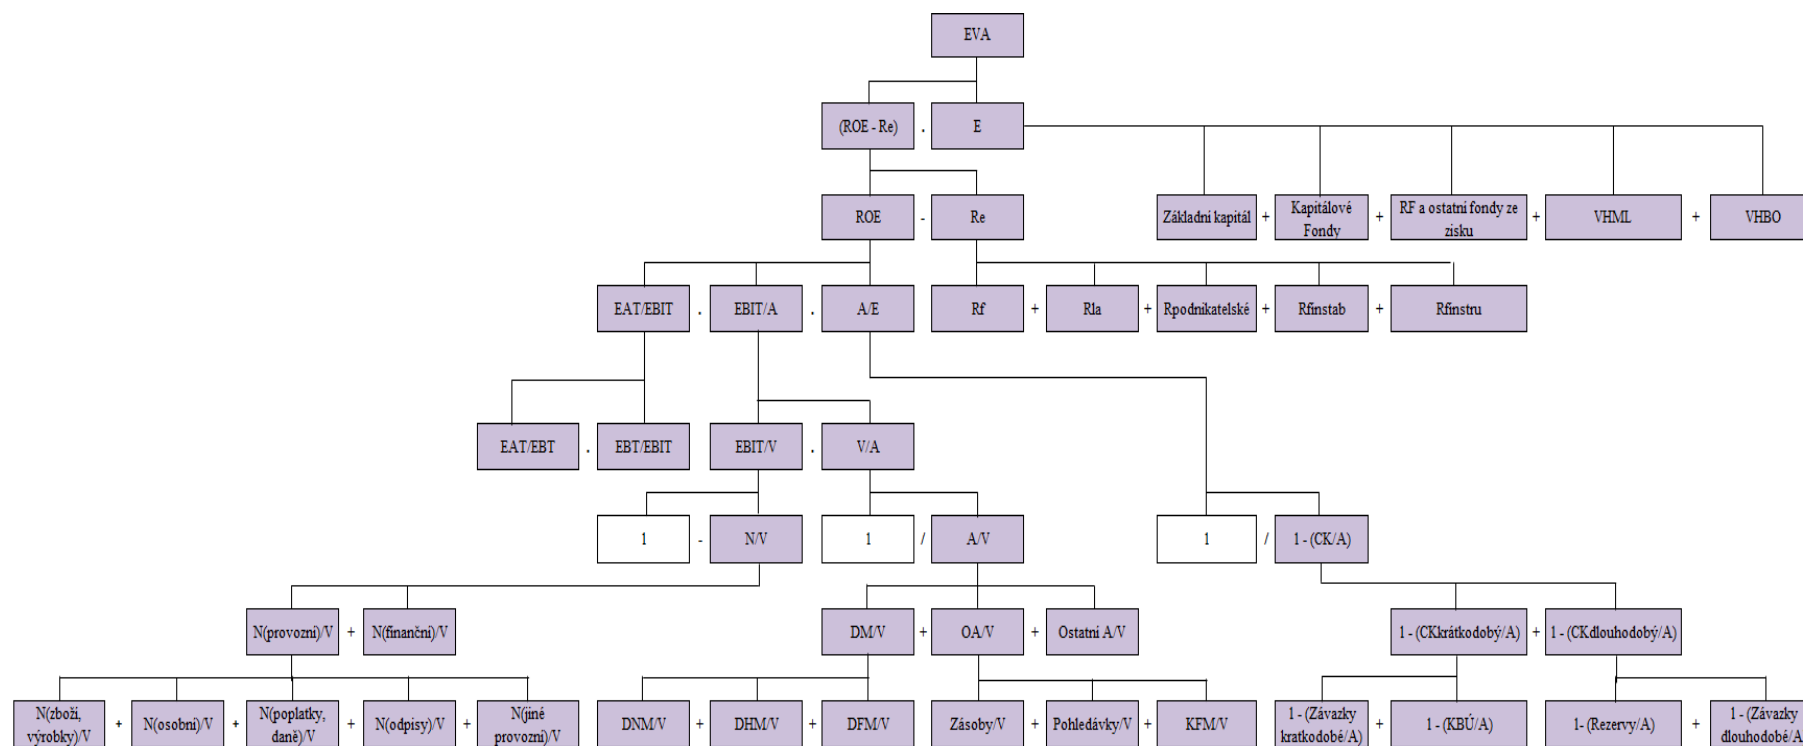 EVA
(ROE - Re) . E
ROE - Re
Základní kapitál + Kapitálové Fondy + RF a ostatní fondy ze zisku + VHML + VHBO
EAT/EBIT . EBIT/A . A/E
Rf + Rla + Rpodnikatelské + Rfinstab + Rfinstru
EAT/EBT . EBT/EBIT
EBIT/V . V/A
1 - N/V
1 / A/V
1 / 1 - (CK/A)
N(provozní)/V + N(finanční)/V
DM/V + OA/V + Ostatní A/V
1 - (CKkrátkodobý/A) + 1 - (CKdlouhodobý/A)
N(zboží, výrobky)/V + N(osobní)/V + N(poplatky, daně)/V + N(odpisy)/V + N(jiné provozní)/V
DNM/V + DHM/V + DFM/V
Zásoby/V + Pohledávky/V + KFM/V
1 - (Závazky kratkodobé/A) + 1 - (KBÚ/A)
1- (Rezervy/A) + 1 - (Závazky dlouhodobé/A